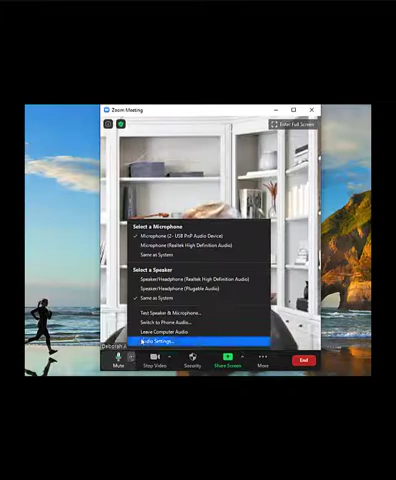 Zoom Meeting
Enter Full Screen
Select a Microphone
Microphone (2- USB PnP Audio Device)
Microphone (Realtek High Definition Audio)
Same as System
Select a Speaker
Speaker/Headphone (Realtek High Definition Audio)
Speaker/Headphone (Plugable Audio)
Same as System
Test Speaker & Microphone...
Switch to Phone Audio...
Leave Computer Audio
Audio Settings...
Deborah A
Mute
Stop Video
Security
Share Screen
More
End